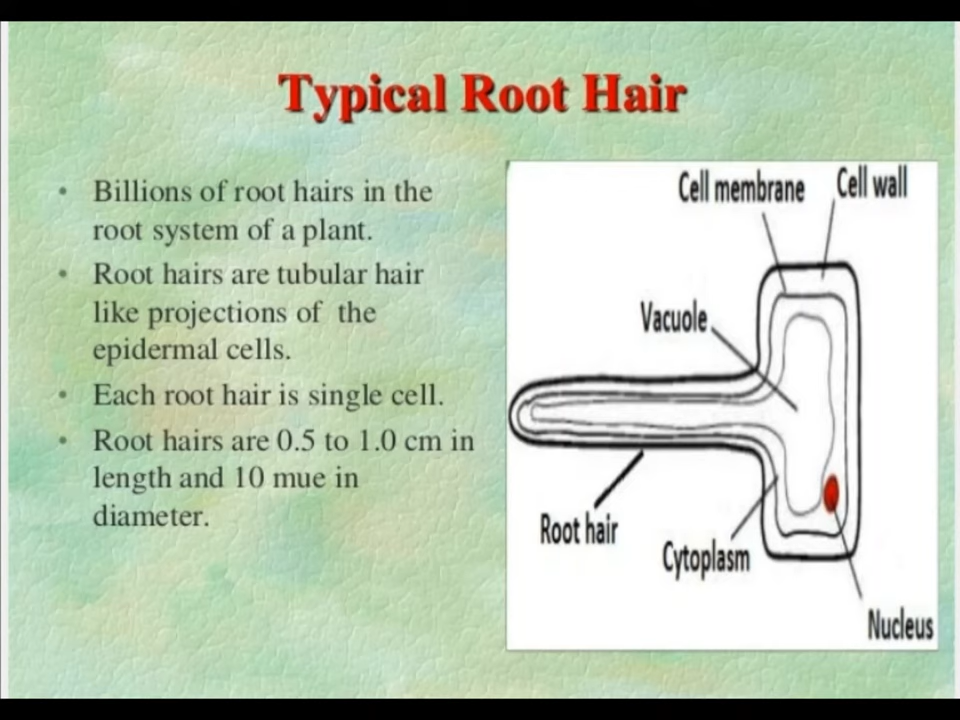 Typical Root Hair
• Billions of root hairs in the
root system of a plant.
• Root hairs are tubular hair
like projections of the
epidermal cells.
• Each root hair is single cell.
• Root hairs are 0.5 to 1.0 cm in
length and 10 mue in
diameter.
Cell membrane
Cell wall
Vacuole
Root hair
Cytoplasm
Nucleus